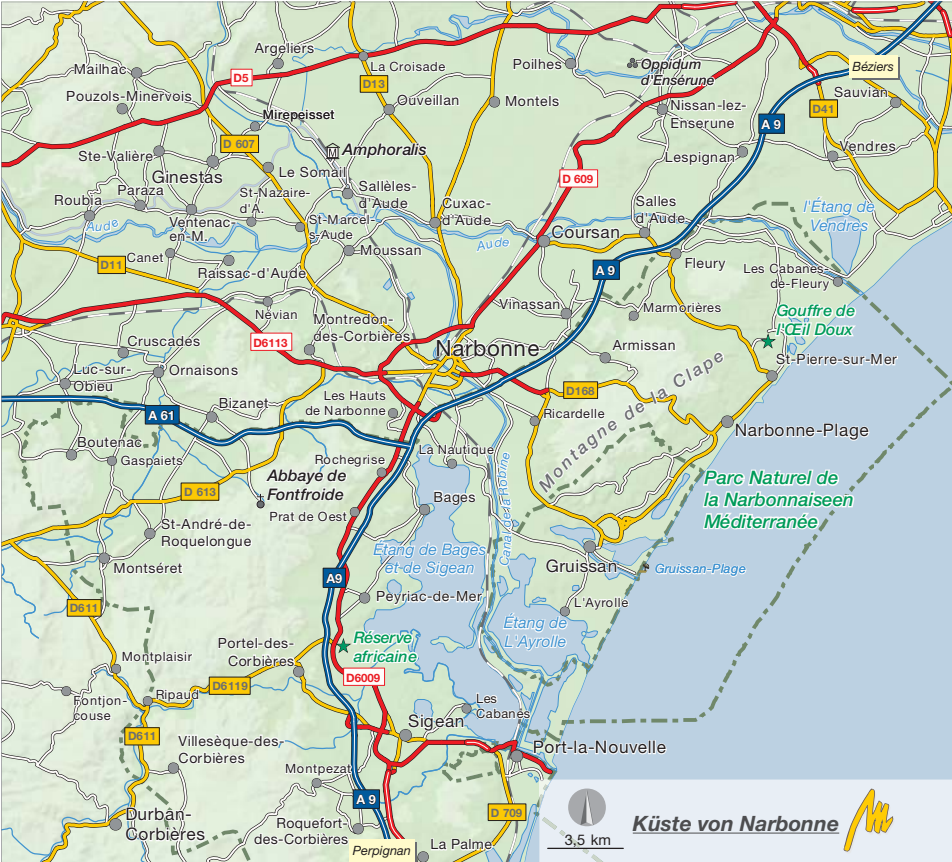 Argeliers
D5
La Croisade
Poilhes
Oppidum
d'Ensérune
Béziers
Mailhac
D13
Sauvian
Pouzols-Minervois
Ouveillan
Montels
Nissan-lez-
Enserune
D41
Mirepeisset
A 9
D 607
Amphoralis
Vendres
Ste-Valière
Lespignan
Ginestas
Le Somail
D 609
Paraza
St-Nazaire-
d'A.
Sallèles-
d'Aude
Roubia
Cuxac-
d'Aude
Salles
d'Aude
l'Étang de
Vendres
Aude
Ventenac-
en-M.
St-Marcel-
s-Aude
Coursan
Aude
Moussan
Canet
D11
Raissac-d'Aude
A 9
Fleury
Les Cabanes-
de-Fleury
Névian
Vinassan
Marmorières
Gouffre de
l'Œil Doux
Montredon-
des-Corbières
Cruscades
D6113
Narbonne
Armissan
St-Pierre-sur-Mer
Luc-sur-
Obieu
Ornaisons
D168
Les Hauts
de Narbonne
Bizanet
A 61
Ricardelle
Montagne de la Clape
Narbonne-Plage
Boutenac
La Nautique
Gaspaiets
Rochegrise
Abbaye de
Fontfroide
Parc Naturel de
la Narbonnaiseen
Méditerranée
D 613
Bages
Canal de la Robine
Prat de Oest
St-André-de-
Roquelongue
Étang de Bages
et-de Sigean
Montséret
Gruissan
Gruissan-Plage
A9
Peyriac-de-Mer
L'Ayrolle
D611
Étang de
L'Ayrolle
Réserve
africaine
Portel-des-
Corbières
Montplaisir
D6009
D6119
Ripaud
Fontjon-
couse
Les
Cabanes
Sigean
D611
Villesèque-des-
Corbières
Port-la-Nouvelle
Montpezat
A 9
Durbân-
Corbières
D 709
Roquefort-
des-Corbières
Küste von Narbonne
3,5 km
La Palme
Perpignan